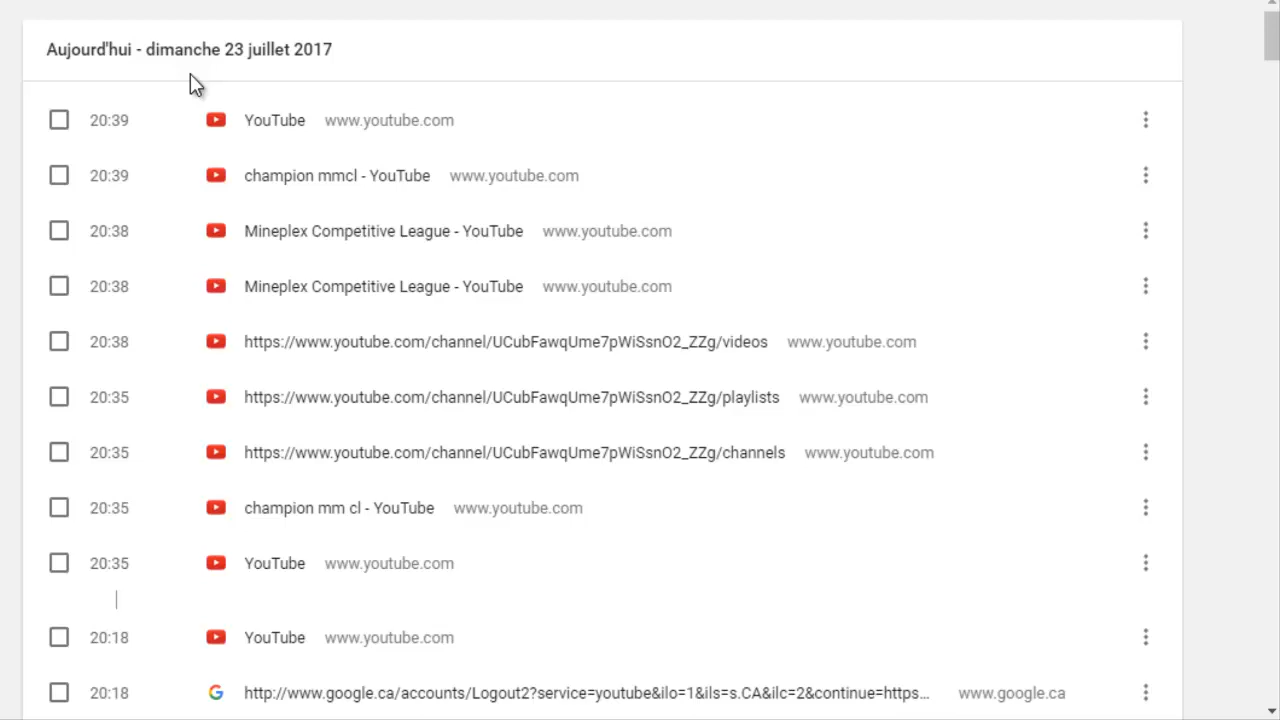 Aujourd'hui - dimanche 23 juillet 2017
20:39 YouTube www.youtube.com
20:39 champion mmcl - YouTube www.youtube.com
20:38 Mineplex Competitive League - YouTube www.youtube.com
20:38 Mineplex Competitive League - YouTube www.youtube.com
20:38 https://www.youtube.com/channel/UCubFawqUme7pWiSsnO2_ZZg/videos www.youtube.com
20:35 https://www.youtube.com/channel/UCubFawqUme7pWiSsnO2_ZZg/playlists www.youtube.com
20:35 https://www.youtube.com/channel/UCubFawqUme7pWiSsnO2_ZZg/channels www.youtube.com
20:35 champion mm cl - YouTube www.youtube.com
20:35 YouTube www.youtube.com
20:18 YouTube www.youtube.com
20:18 http://www.google.ca/accounts/Logout2?service=youtube&ilo=1&ils=s.CA&ilc=2&continue=https... www.google.ca